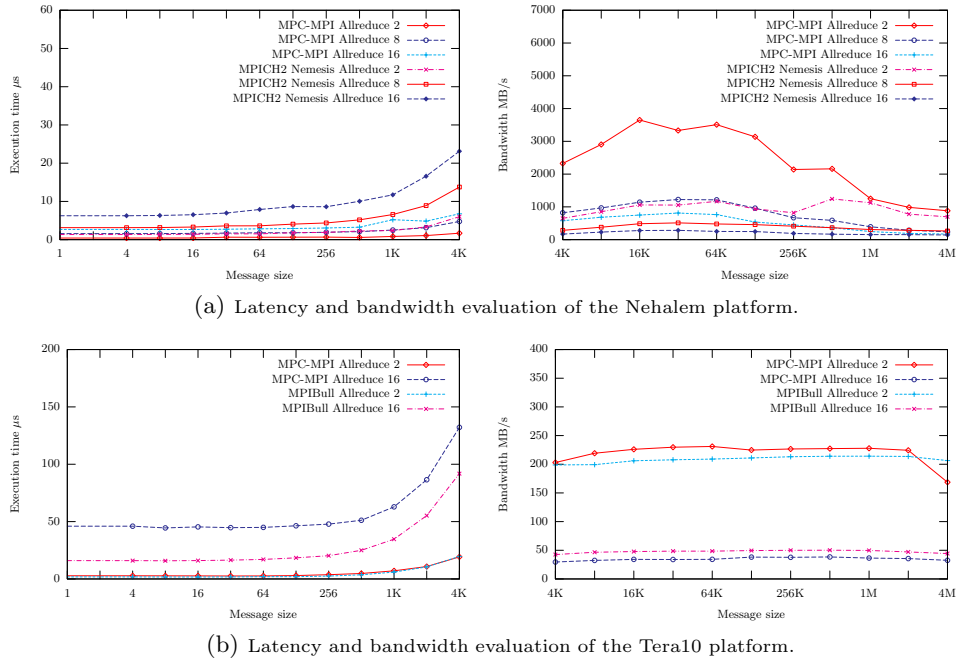 60
50
40
30
20
10
0
Execution time μs
1
4
16
64
256
1K
4K
Message size
MPC-MPI Allreduce 2
MPC-MPI Allreduce 8
MPC-MPI Allreduce 16
MPICH2 Nemesis Allreduce 2
MPICH2 Nemesis Allreduce 8
MPICH2 Nemesis Allreduce 16
7000
6000
5000
4000
3000
2000
1000
0
Bandwidth MB/s
4K
16K
64K
256K
1M
4M
Message size
MPC-MPI Allreduce 2
MPC-MPI Allreduce 8
MPC-MPI Allreduce 16
MPICH2 Nemesis Allreduce 2
MPICH2 Nemesis Allreduce 8
MPICH2 Nemesis Allreduce 16
(a) Latency and bandwidth evaluation of the Nehalem platform.
200
150
100
50
0
Execution time μs
1
4
16
64
256
1K
4K
Message size
MPC-MPI Allreduce 2
MPC-MPI Allreduce 16
MPIBull Allreduce 2
MPIBull Allreduce 16
400
350
300
250
200
150
100
50
0
Bandwidth MB/s
4K
16K
64K
256K
1M
4M
Message size
MPC-MPI Allreduce 2
MPC-MPI Allreduce 16
MPIBull Allreduce 2
MPIBull Allreduce 16
(b) Latency and bandwidth evaluation of the Tera10 platform.